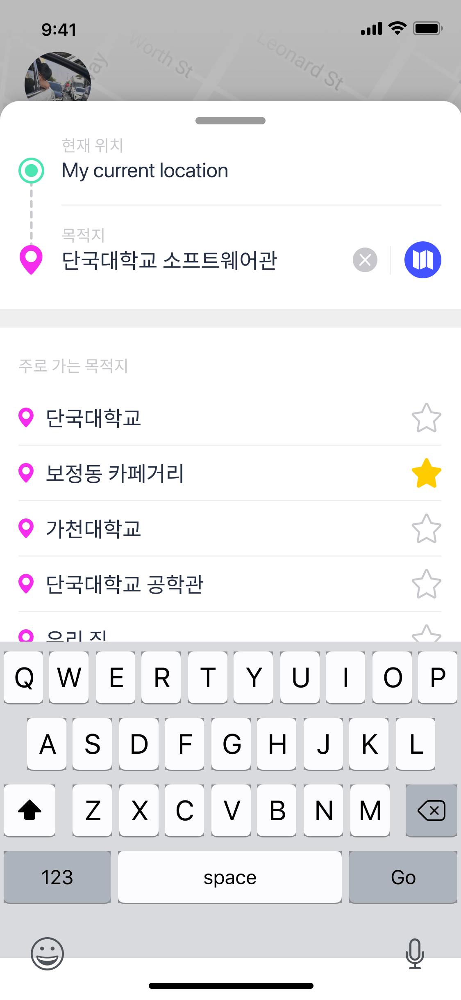 9:41
Worth St
Leonard St
현재 위치
My current location
목적지
단국대학교 소프트웨어관
주로 가는 목적지
단국대학교
보정동 카페거리
가천대학교
단국대학교 공학관
우리 집
Q W E R T Y U I O P
A S D F G H J K L
Z X C V B N M
123 space Go